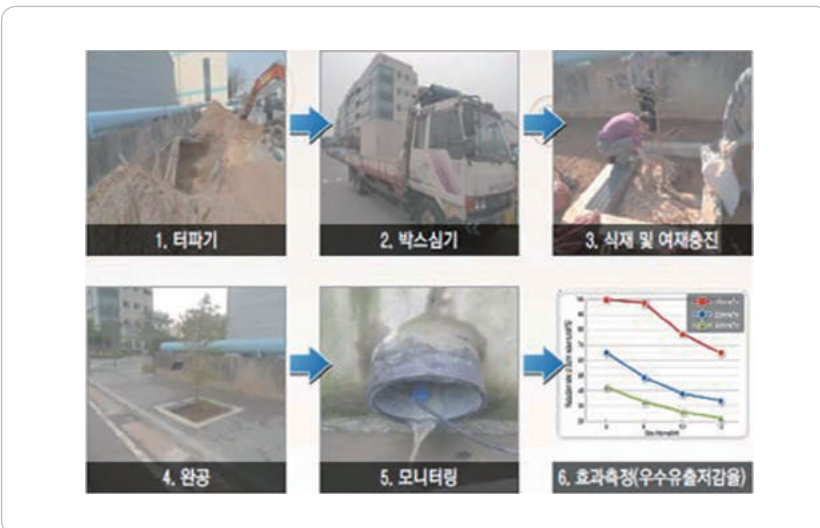 1. 터파기
2. 박스심기
3. 식재 및 여재충진
4. 완공
5. 모니터링
6. 효과측정(우수유출저감율)